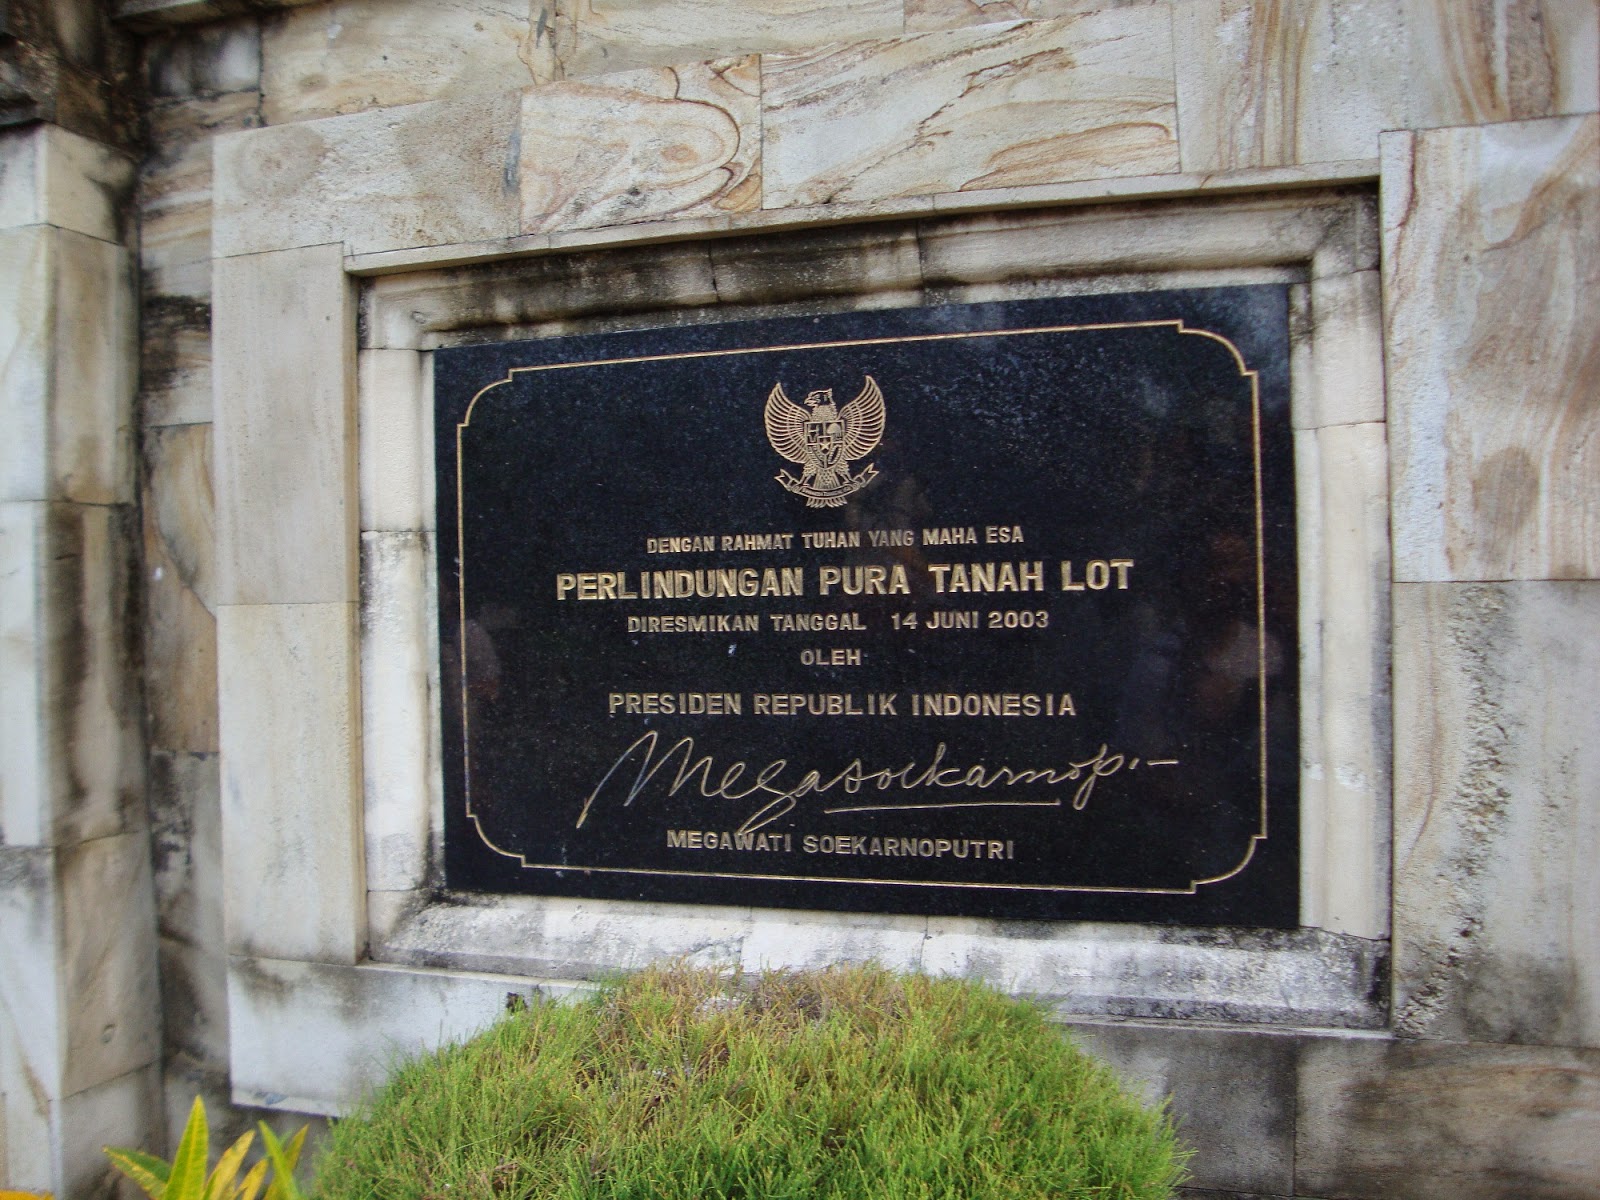 DENGAN RAHMAT TUHAN YANG MAHA ESA
PERLINDUNGAN PURA TANAH LOT
DIRESMIKAN TANGGAL 14 JUNI 2003
OLEH
PRESIDEN REPUBLIK INDONESIA
Megasoekarnop.-
MEGAWATI SOEKARNOPUTRI